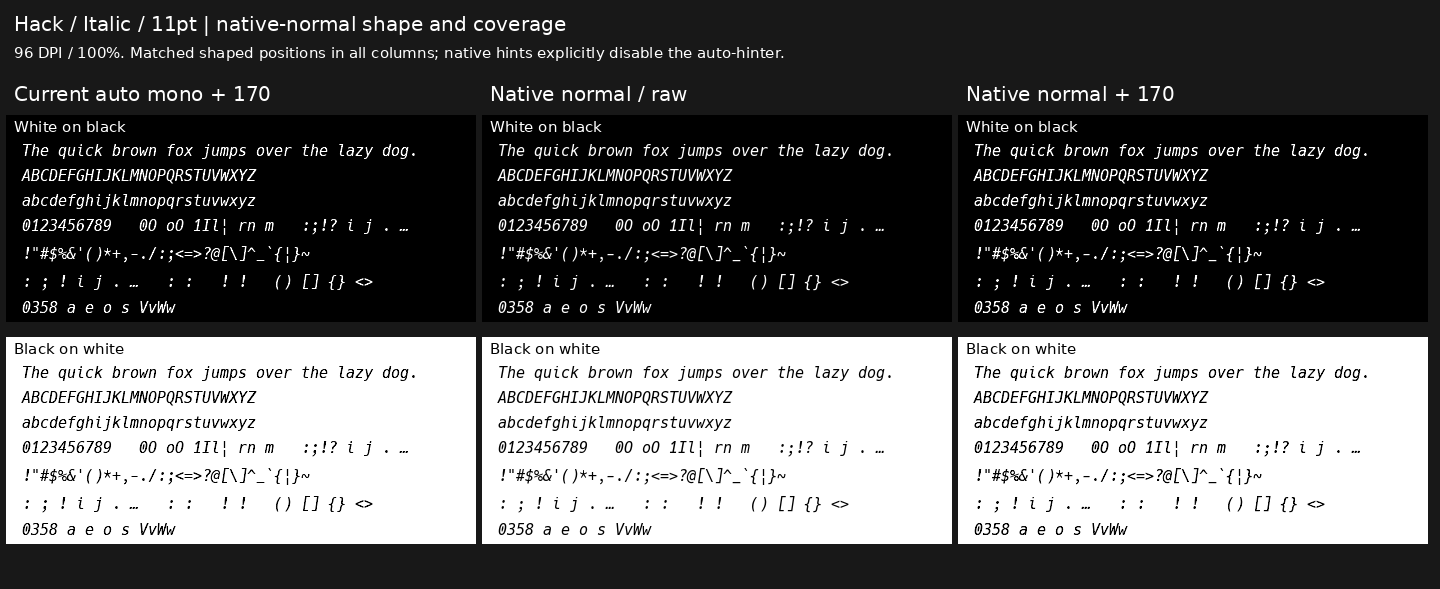 Hack / Italic / 11pt | native-normal shape and coverage
96 DPI / 100%. Matched shaped positions in all columns; native hints explicitly disable the auto-hinter.
Current auto mono + 170
White on black
The quick brown fox jumps over the lazy dog.
ABCDEFGHIJKLMNOPQRSTUVWXYZ
abcdefghijklmnopqrstuvwxyz
0123456789   0O oO 1Il¦ rn m   :;!? i j . …
!"#$%&'()*+,-./:;<=>?@[\]^_`{¦}~
: ; ! i j . …   : :   ! !   () [] {} <>
0358 a e o s VvWw
Black on white
The quick brown fox jumps over the lazy dog.
ABCDEFGHIJKLMNOPQRSTUVWXYZ
abcdefghijklmnopqrstuvwxyz
0123456789   0O oO 1Il¦ rn m   :;!? i j . …
!"#$%&'()*+,-./:;<=>?@[\]^_`{¦}~
: ; ! i j . …   : :   ! !   () [] {} <>
0358 a e o s VvWw
Native normal / raw
White on black
The quick brown fox jumps over the lazy dog.
ABCDEFGHIJKLMNOPQRSTUVWXYZ
abcdefghijklmnopqrstuvwxyz
0123456789   0O oO 1Il¦ rn m   :;!? i j . …
!"#$%&'()*+,-./:;<=>?@[\]^_`{¦}~
: ; ! i j . …   : :   ! !   () [] {} <>
0358 a e o s VvWw
Black on white
The quick brown fox jumps over the lazy dog.
ABCDEFGHIJKLMNOPQRSTUVWXYZ
abcdefghijklmnopqrstuvwxyz
0123456789   0O oO 1Il¦ rn m   :;!? i j . …
!"#$%&'()*+,-./:;<=>?@[\]^_`{¦}~
: ; ! i j . …   : :   ! !   () [] {} <>
0358 a e o s VvWw
Native normal + 170
White on black
The quick brown fox jumps over the lazy dog.
ABCDEFGHIJKLMNOPQRSTUVWXYZ
abcdefghijklmnopqrstuvwxyz
0123456789   0O oO 1Il¦ rn m   :;!? i j . …
!"#$%&'()*+,-./:;<=>?@[\]^_`{¦}~
: ; ! i j . …   : :   ! !   () [] {} <>
0358 a e o s VvWw
Black on white
The quick brown fox jumps over the lazy dog.
ABCDEFGHIJKLMNOPQRSTUVWXYZ
abcdefghijklmnopqrstuvwxyz
0123456789   0O oO 1Il¦ rn m   :;!? i j . …
!"#$%&'()*+,-./:;<=>?@[\]^_`{¦}~
: ; ! i j . …   : :   ! !   () [] {} <>
0358 a e o s VvWw